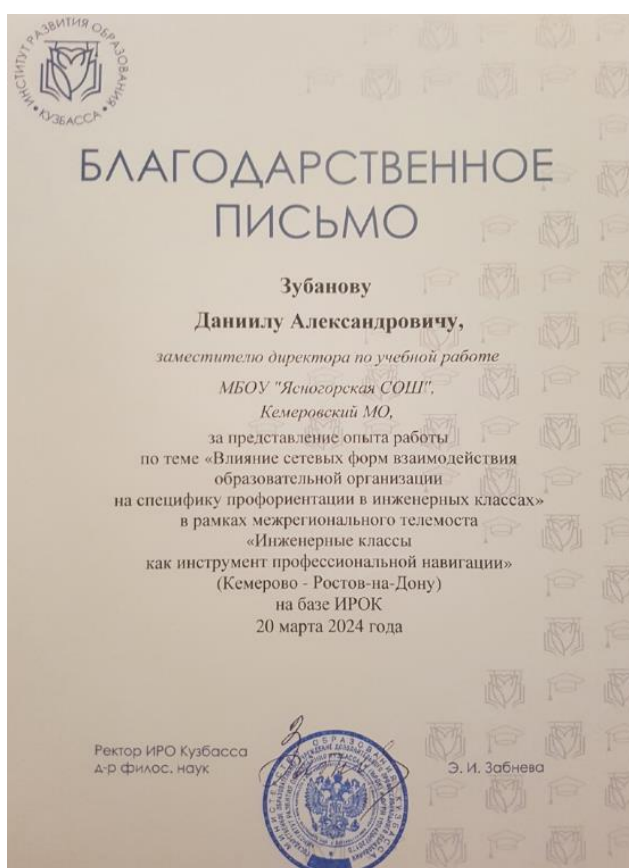 ИНСТИТУТ РАЗВИТИЯ ОБРАЗОВАНИЯ
КУЗБАССА
БЛАГОДАРСТВЕННОЕ
ПИСЬМО
Зубанову
Даниилу Александровичу,
заместителю директора по учебной работе
МБОУ "Ясногорская СОШ",
Кемеровский МО,
за представление опыта работы
по теме «Влияние сетевых форм взаимодействия
образовательной организации
на специфику профориентации в инженерных классах»
в рамках межрегионального телемоста
«Инженерные классы
как инструмент профессиональной навигации»
(Кемерово - Ростов-на-Дону)
на базе ИРОК
20 марта 2024 года
Ректор ИРО Кузбасса
д-р филос. наук
Э. И. Забнева
МИНИСТЕРСТВО ОБРАЗОВАНИЯ КУЗБАССА